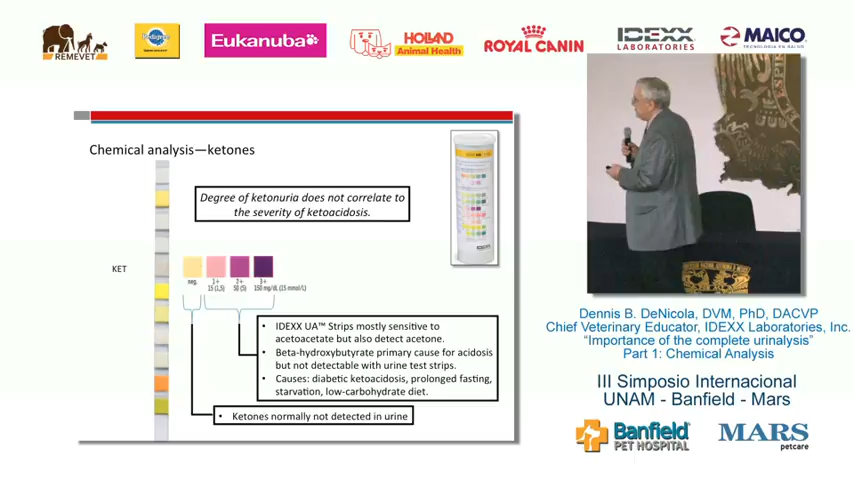 REMEVET
Pedigree
Eukanuba
HOLLAND
Animal Health
ROYAL CANIN
IDEXX
LABORATORIES
MAICO
TECNOLOGÍA EN SALUD
Chemical analysis—ketones
Degree of ketonuria does not correlate to
the severity of ketoacidosis.
KET
neg.
1+
15 (1,5)
2+
50 (5)
3+
150 mg/dL (15 mmol/L)
• IDEXX UA™ Strips mostly sensitive to
acetoacetate but also detect acetone.
• Beta-hydroxybutyrate primary cause for acidosis
but not detectable with urine test strips.
• Causes: diabetic ketoacidosis, prolonged fasting,
starvation, low-carbohydrate diet.
• Ketones normally not detected in urine
Dennis B. DeNicola, DVM, PhD, DACVP
Chief Veterinary Educator, IDEXX Laboratories, Inc.
“Importance of the complete urinalysis”
Part 1: Chemical Analysis
III Simposio Internacional
UNAM - Banfield - Mars
Banfield
PET HOSPITAL
MARS
petcare